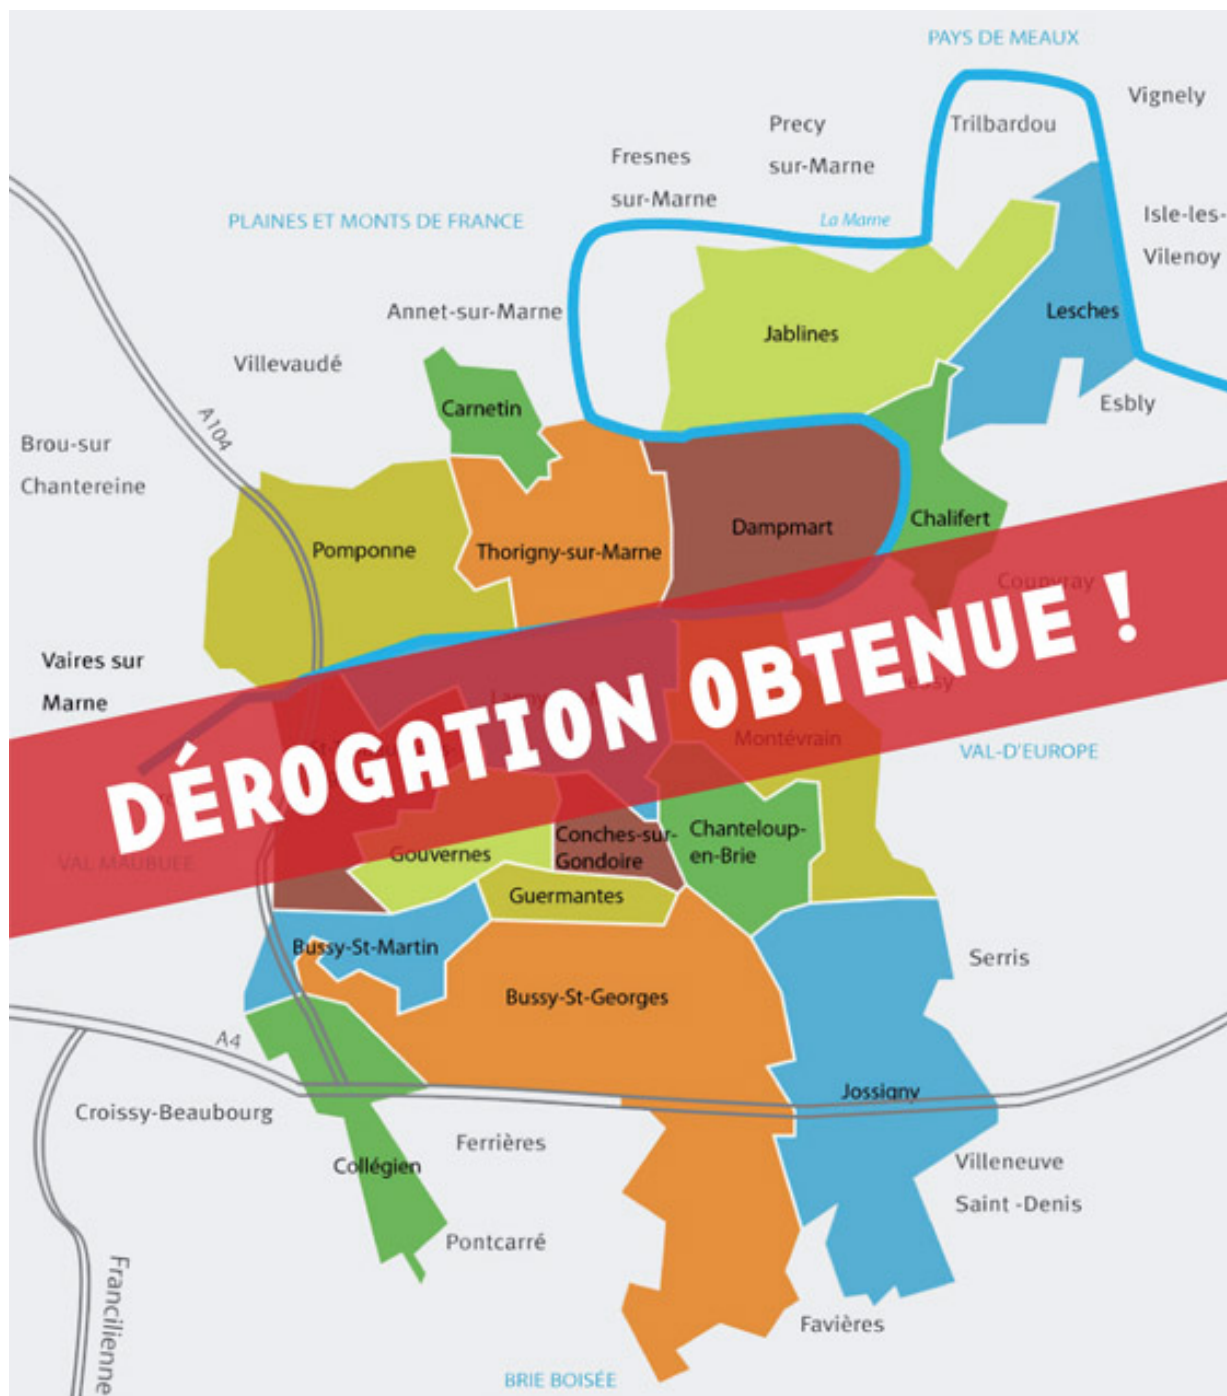 PAYS DE MEAUX
Vignely
Precy
sur-Marne
Trilbardou
Fresnes
sur-Marne
La Marne
PLAINES ET MONTS DE FRANCE
Isle-les-
Vilenoy
Annet-sur-Marne
Lesches
Jablines
Villevaudé
Carnetin
Esbly
A104
Brou-sur
Chantereine
Chalifert
Dampmart
Pomponne
Thorigny-sur-Marne
Coupvray
Vaires sur
Marne
DÉROGATION OBTENUE !
Montévrain
VAL-D'EUROPE
Chanteloup-
en-Brie
Conches-sur-
Gondoire
Gouvernes
VAL MAUBUEE
Guermantes
Bussy-St-Martin
Serris
Bussy-St-Georges
A4
Jossigny
Croissy-Beaubourg
Ferrières
Collégien
Villeneuve
Saint -Denis
Pontcarré
Francilienne
Favières
BRIE BOISÉE